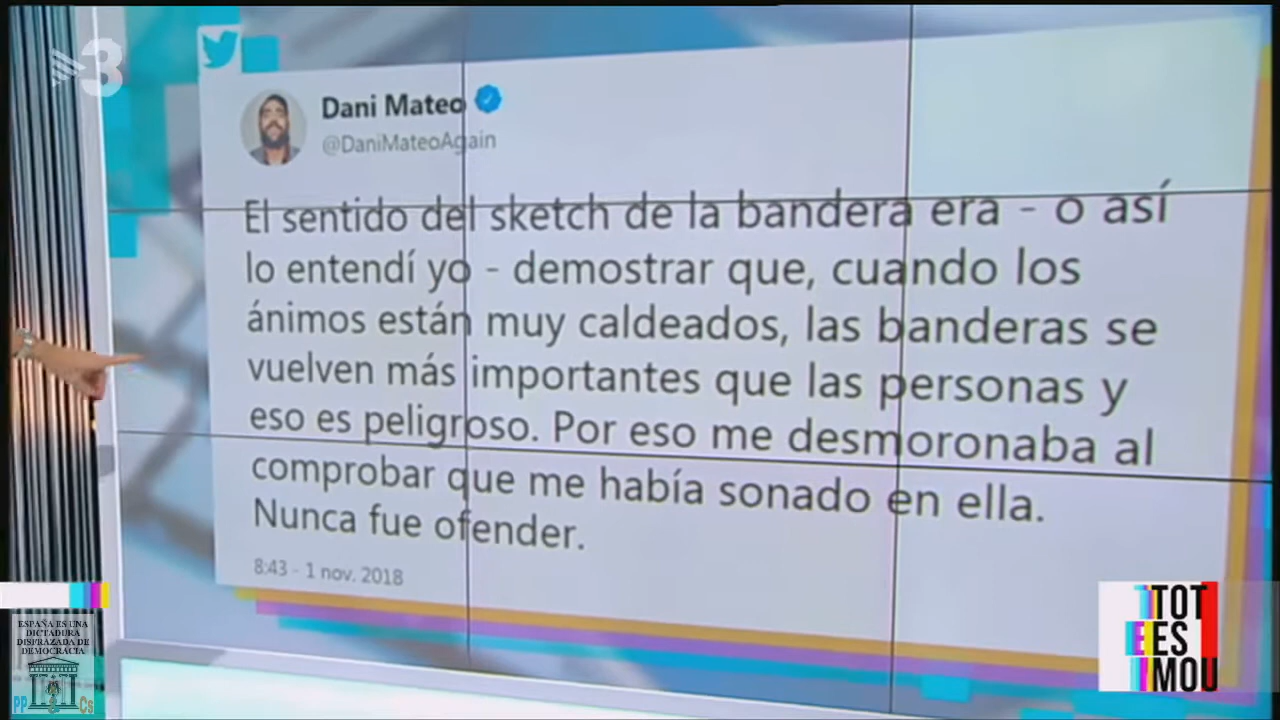 3
Dani Mateo
@DaniMateoAgain
El sentido del sketch de la bandera era - o así
lo entendí yo - demostrar que, cuando los
ánimos están muy caldeados, las banderas se
vuelven más importantes que las personas y
eso es peligroso. Por eso me desmoronaba al
comprobar que me había sonado en ella.
Nunca fue ofender.
8:43 - 1 nov. 2018
TOT
ES
MOU
ESPAÑA ES UNA
DICTADURA
DISFRAZADA DE
DEMOCRACIA
PP Cs